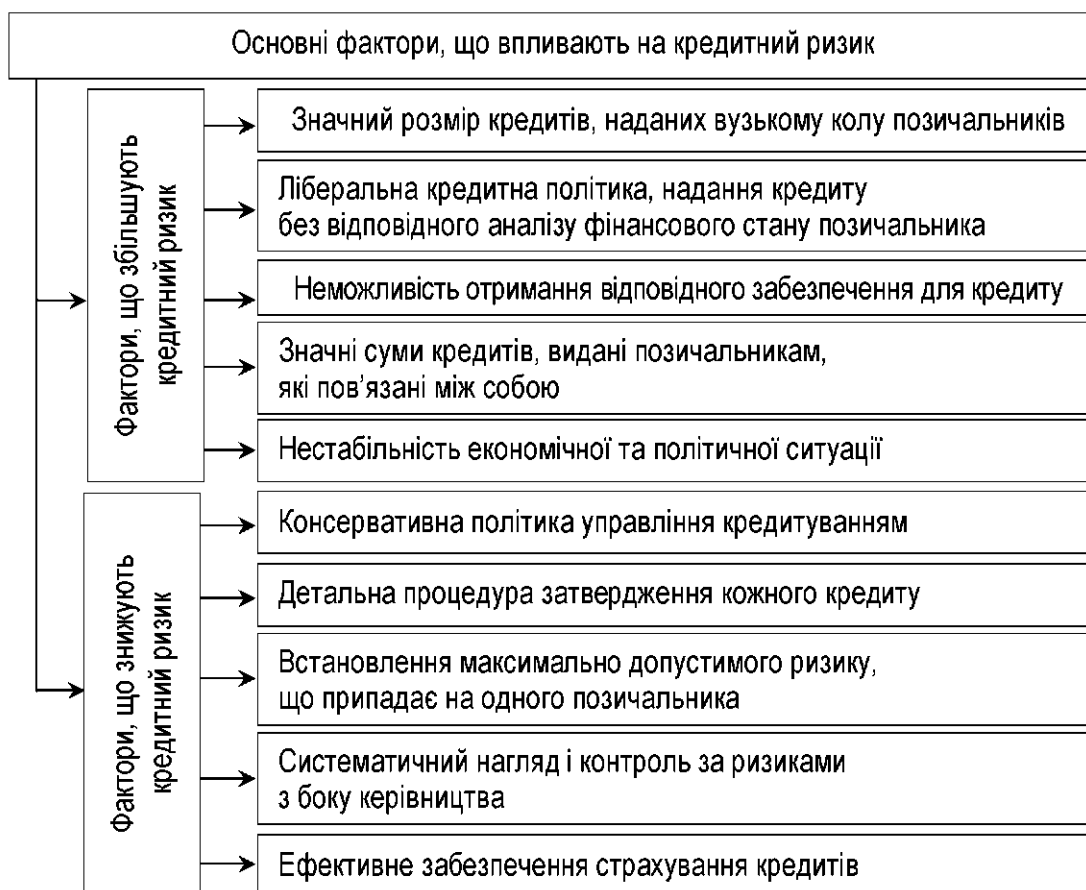 Основні фактори, що впливають на кредитний ризик
Фактори, що збільшують
кредитний ризик
Значний розмір кредитів, наданих вузькому колу позичальників
Ліберальна кредитна політика, надання кредиту
без відповідного аналізу фінансового стану позичальника
Неможливість отримання відповідного забезпечення для кредиту
Значні суми кредитів, видані позичальникам,
які пов’язані між собою
Нестабільність економічної та політичної ситуації
Фактори, що знижують
кредитний ризик
Консервативна політика управління кредитуванням
Детальна процедура затвердження кожного кредиту
Встановлення максимально допустимого ризику,
що припадає на одного позичальника
Систематичний нагляд і контроль за ризиками
з боку керівництва
Ефективне забезпечення страхування кредитів